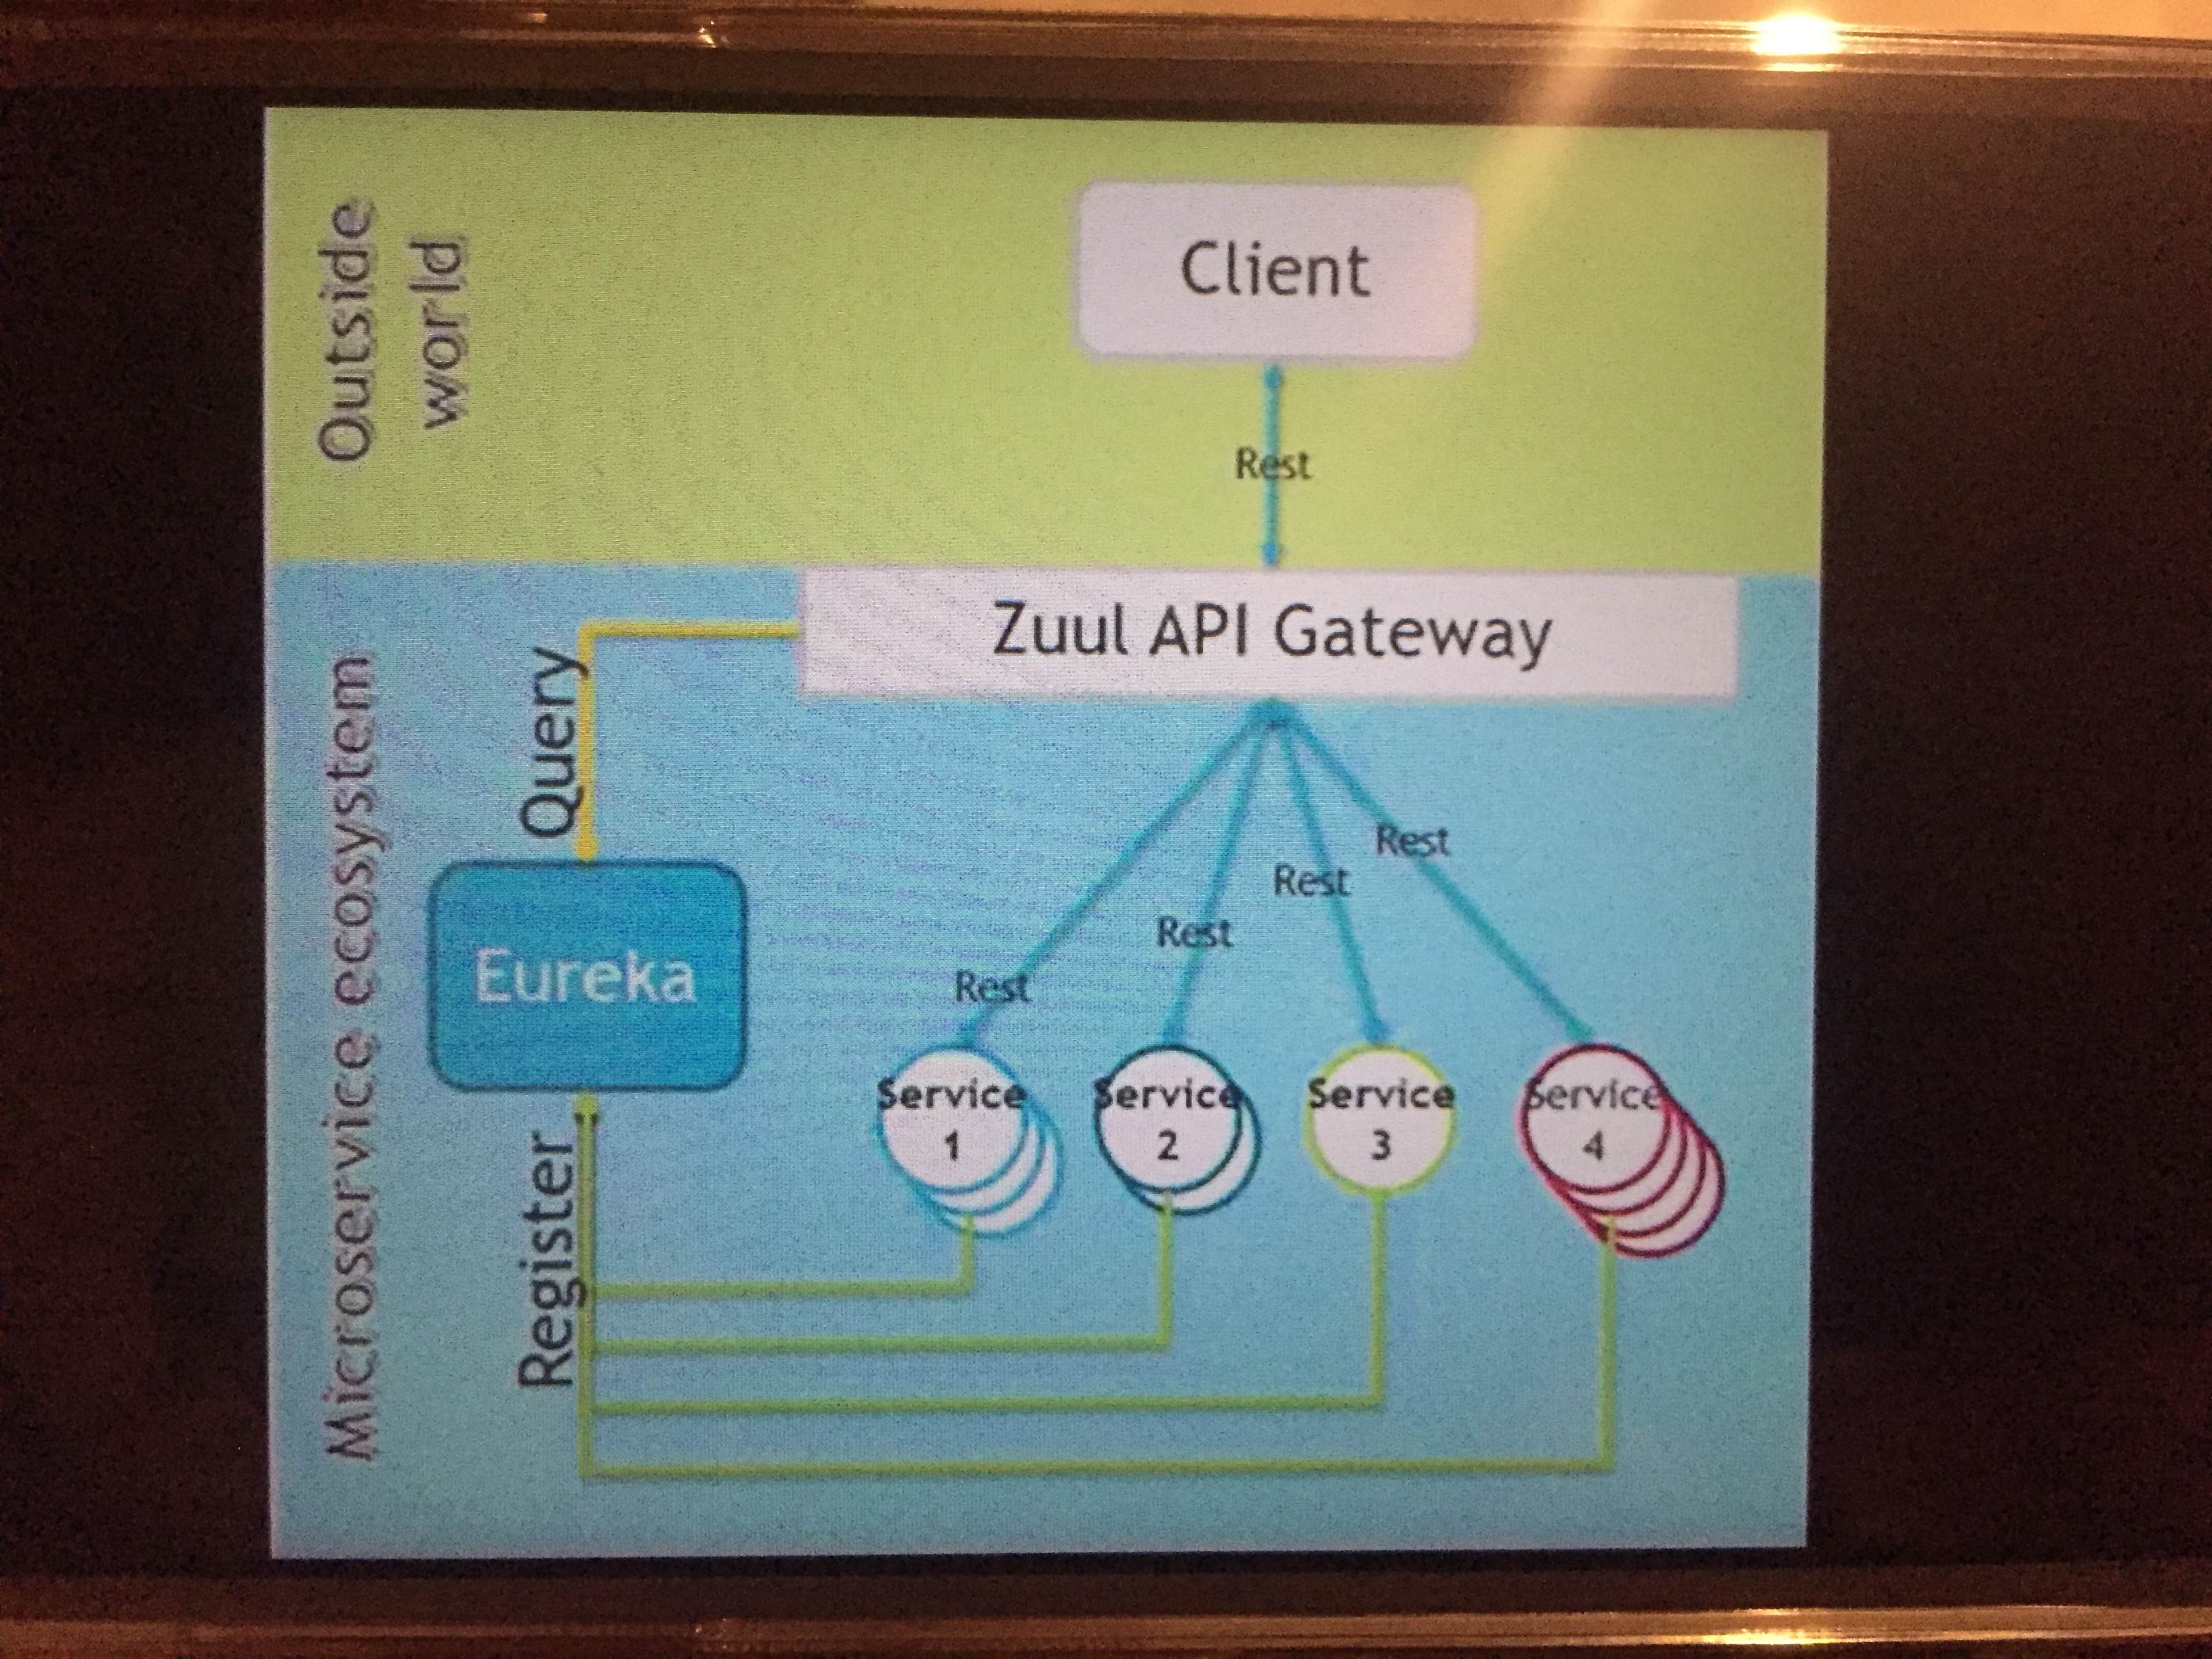 Outside
world
Client
Rest
Zuul API Gateway
Microservice ecosystem
Query
Eureka
Rest
Rest
Rest
Rest
Register
Service
1
Service
2
Service
3
Service
4